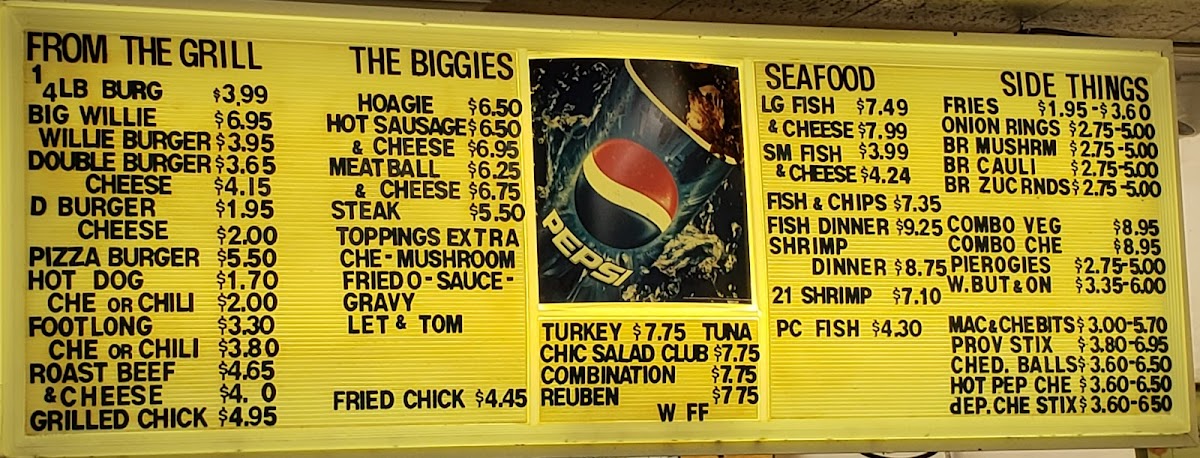 FROM THE GRILL
1
4LB BURG $3.99
BIG WILLIE $6.95
WILLIE BURGER $3.95
DOUBLE BURGER $3.65
CHEESE $4.15
D BURGER $1.95
CHEESE $2.00
PIZZA BURGER $5.50
HOT DOG $1.70
CHE OR CHILI $2.00
FOOTLONG $3.30
CHE OR CHILI $3.80
ROAST BEEF $4.65
& CHEESE $4. 0
GRILLED CHICK $4.95
THE BIGGIES
HOAGIE $6.50
HOT SAUSAGE $6.50
& CHEESE $6.95
MEATBALL $6.25
& CHEESE $6.75
STEAK $5.50
TOPPINGS EXTRA
CHE - MUSHROOM
FRIED O - SAUCE -
GRAVY
LET & TOM
FRIED CHICK $4.45
PEPSI
TURKEY $7.75 TUNA
CHIC SALAD CLUB $7.75
COMBINATION $7.75
REUBEN $775
W FF
SEAFOOD
LG FISH $7.49
& CHEESE $7.99
SM FISH $3.99
& CHEESE $4.24
FISH & CHIPS $7.35
FISH DINNER $9.25
SHRIMP
DINNER $8.75
21 SHRIMP $7.10
PC FISH $4.30
SIDE THINGS
FRIES $1.95-$3.60
ONION RINGS $2.75-5.00
BR MUSHRM $2.75-5.00
BR CAULI $2.75-5.00
BR ZUC RNDS $2.75-5.00
COMBO VEG $8.95
COMBO CHE $8.95
PIEROGIES $2.75-5.00
W. BUT & ON $3.35-6.00
MAC & CHE BITS $3.00-5.70
PROV STIX $3.80-6.95
CHED. BALLS $3.60-6.50
HOT PEP CHE $3.60-6.50
dEP. CHE STIX $3.60-650